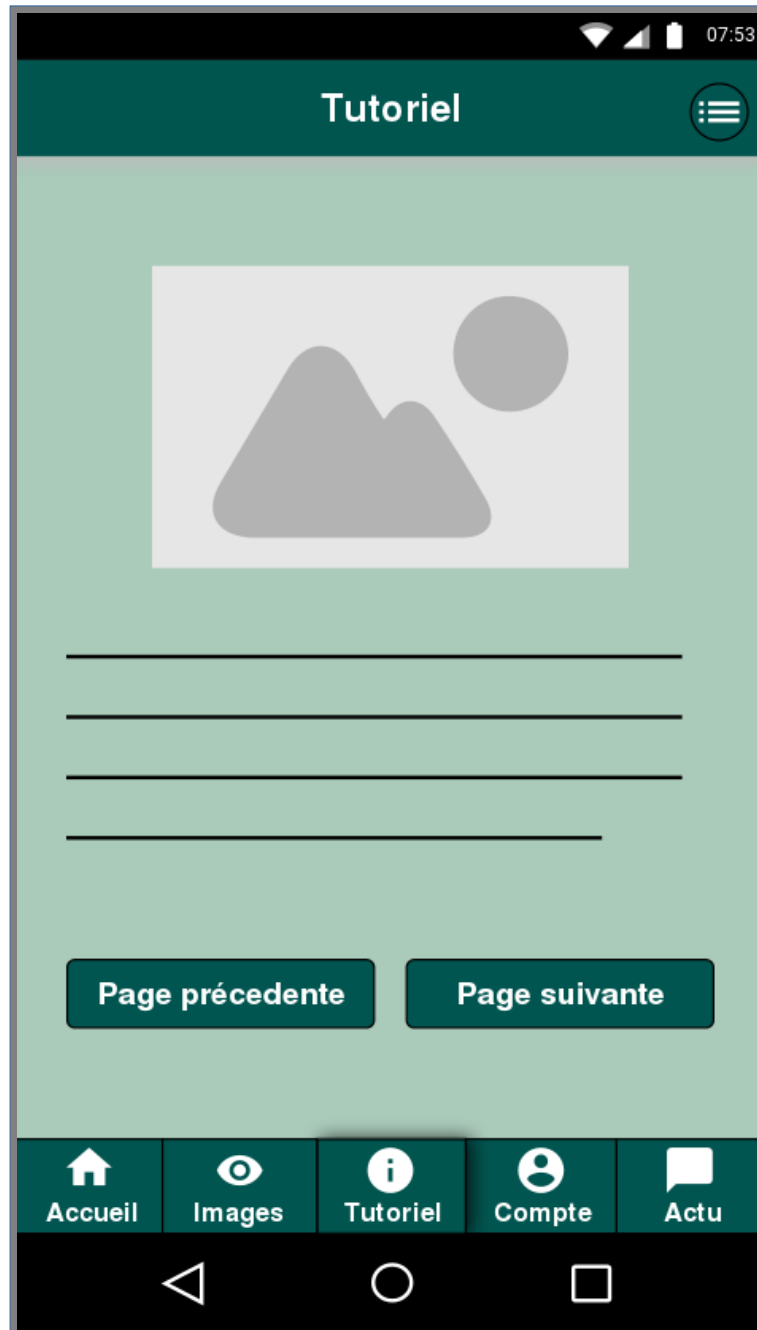 07:53
Tutoriel
Page précedente
Page suivante
Accueil
Images
Tutoriel
Compte
Actu